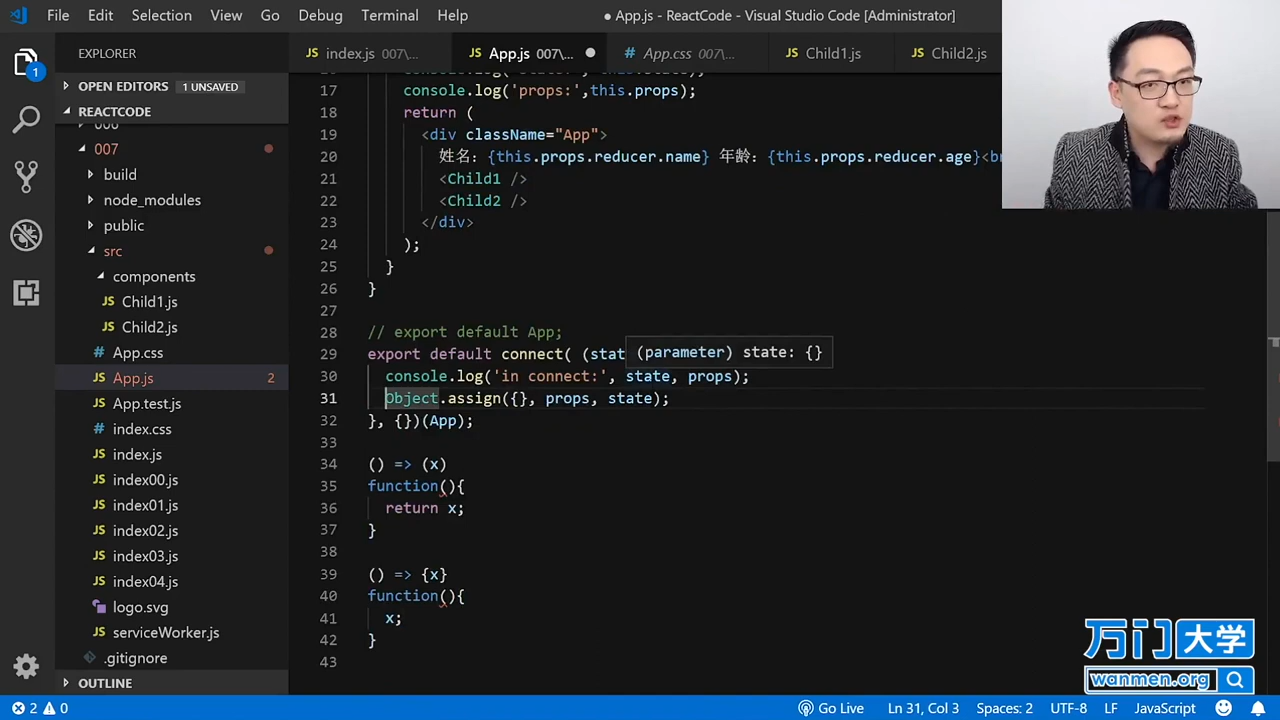 File Edit Selection View Go Debug Terminal Help
● App.js - ReactCode - Visual Studio Code [Administrator]
EXPLORER
JS index.js 007\...
JS App.js 007\... ●
# App.css 007\...
JS Child1.js
JS Child2.js
OPEN EDITORS 1 UNSAVED
REACTCODE
006
007
build
node_modules
public
src
components
JS Child1.js
JS Child2.js
# App.css
JS App.js 2
JS App.test.js
# index.css
JS index.js
JS index00.js
JS index01.js
JS index02.js
JS index03.js
JS index04.js
logo.svg
JS serviceWorker.js
.gitignore
OUTLINE
1
17 console.log('props:',this.props);
18 return (
19 <div className="App">
20 姓名：{this.props.reducer.name} 年龄：{this.props.reducer.age}<br
21 <Child1 />
22 <Child2 />
23 </div>
24 );
25 }
26 }
27
28 // export default App;
29 export default connect( (stat
(parameter) state: {}
30 console.log('in connect:', state, props);
31 Object.assign({}, props, state);
32 }, {})(App);
33
34 () => (x)
35 function(){
36 return x;
37 }
38
39 () => {x}
40 function(){
41 x;
42 }
43
万门大学
wanmen.org
2 0
Go Live Ln 31, Col 3 Spaces: 2 UTF-8 LF JavaScript